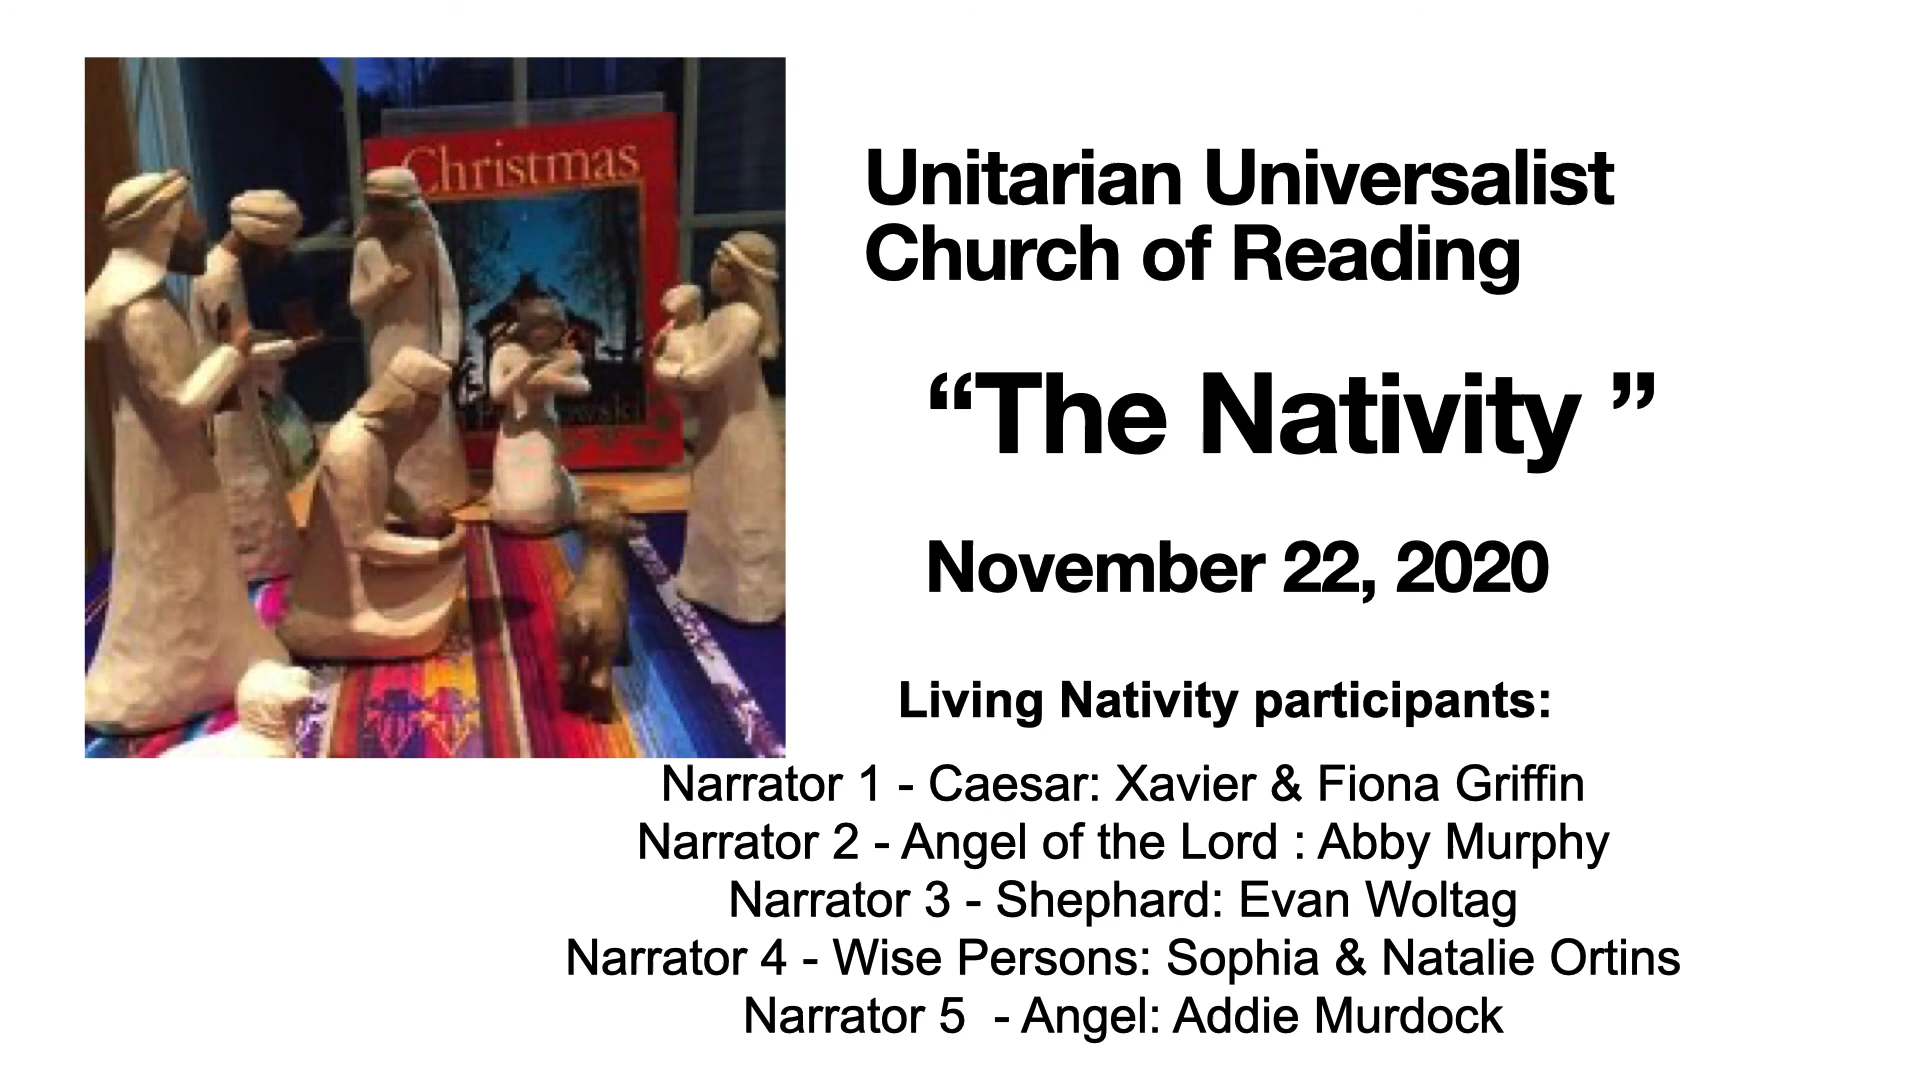 Christmas
Unitarian Universalist
Church of Reading
“The Nativity ”
November 22, 2020
Living Nativity participants:
Narrator 1 - Caesar: Xavier & Fiona Griffin
Narrator 2 - Angel of the Lord : Abby Murphy
Narrator 3 - Shephard: Evan Woltag
Narrator 4 - Wise Persons: Sophia & Natalie Ortins
Narrator 5  - Angel: Addie Murdock